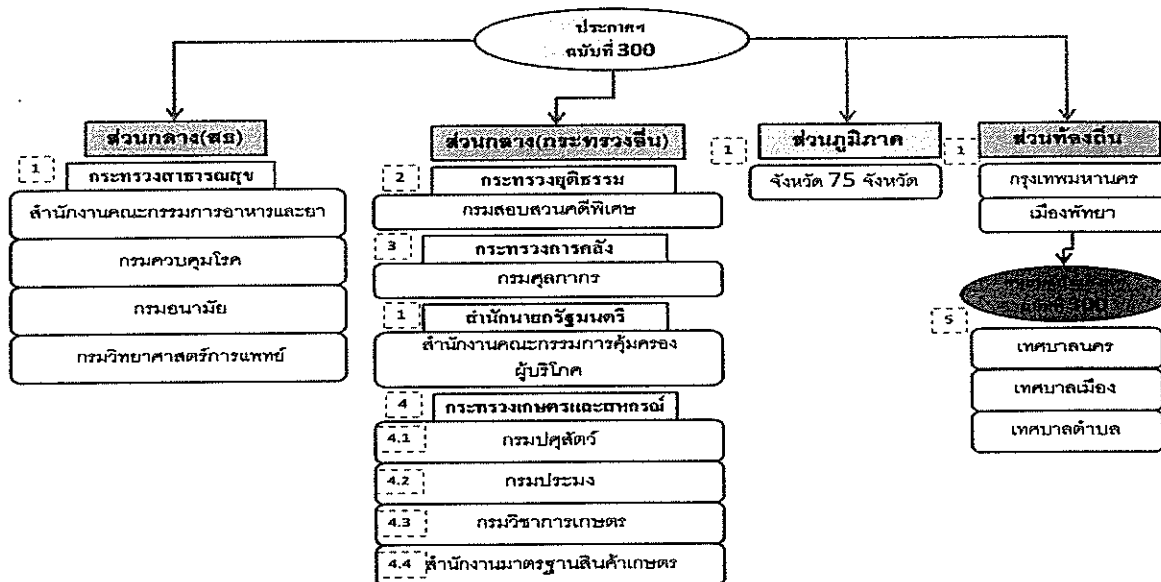 ประกาศฯ
ฉบับที่ 300
ส่วนกลาง(สธ)
1
กระทรวงสาธารณสุข
สำนักงานคณะกรรมการอาหารและยา
กรมควบคุมโรค
กรมอนามัย
กรมวิทยาศาสตร์การแพทย์
ส่วนกลาง(กระทรวงอื่น)
2
กระทรวงยุติธรรม
กรมสอบสวนคดีพิเศษ
3
กระทรวงการคลัง
กรมศุลกากร
1
สำนักนายกรัฐมนตรี
สำนักงานคณะกรรมการคุ้มครอง
ผู้บริโภค
4
กระทรวงเกษตรและสหกรณ์
4.1
กรมปศุสัตว์
4.2
กรมประมง
4.3
กรมวิชาการเกษตร
4.4
สำนักงานมาตรฐานสินค้าเกษตร
1
ส่วนภูมิภาค
จังหวัด 75 จังหวัด
1
ส่วนท้องถิ่น
กรุงเทพมหานคร
เมืองพัทยา
300
5
เทศบาลนคร
เทศบาลเมือง
เทศบาลตำบล